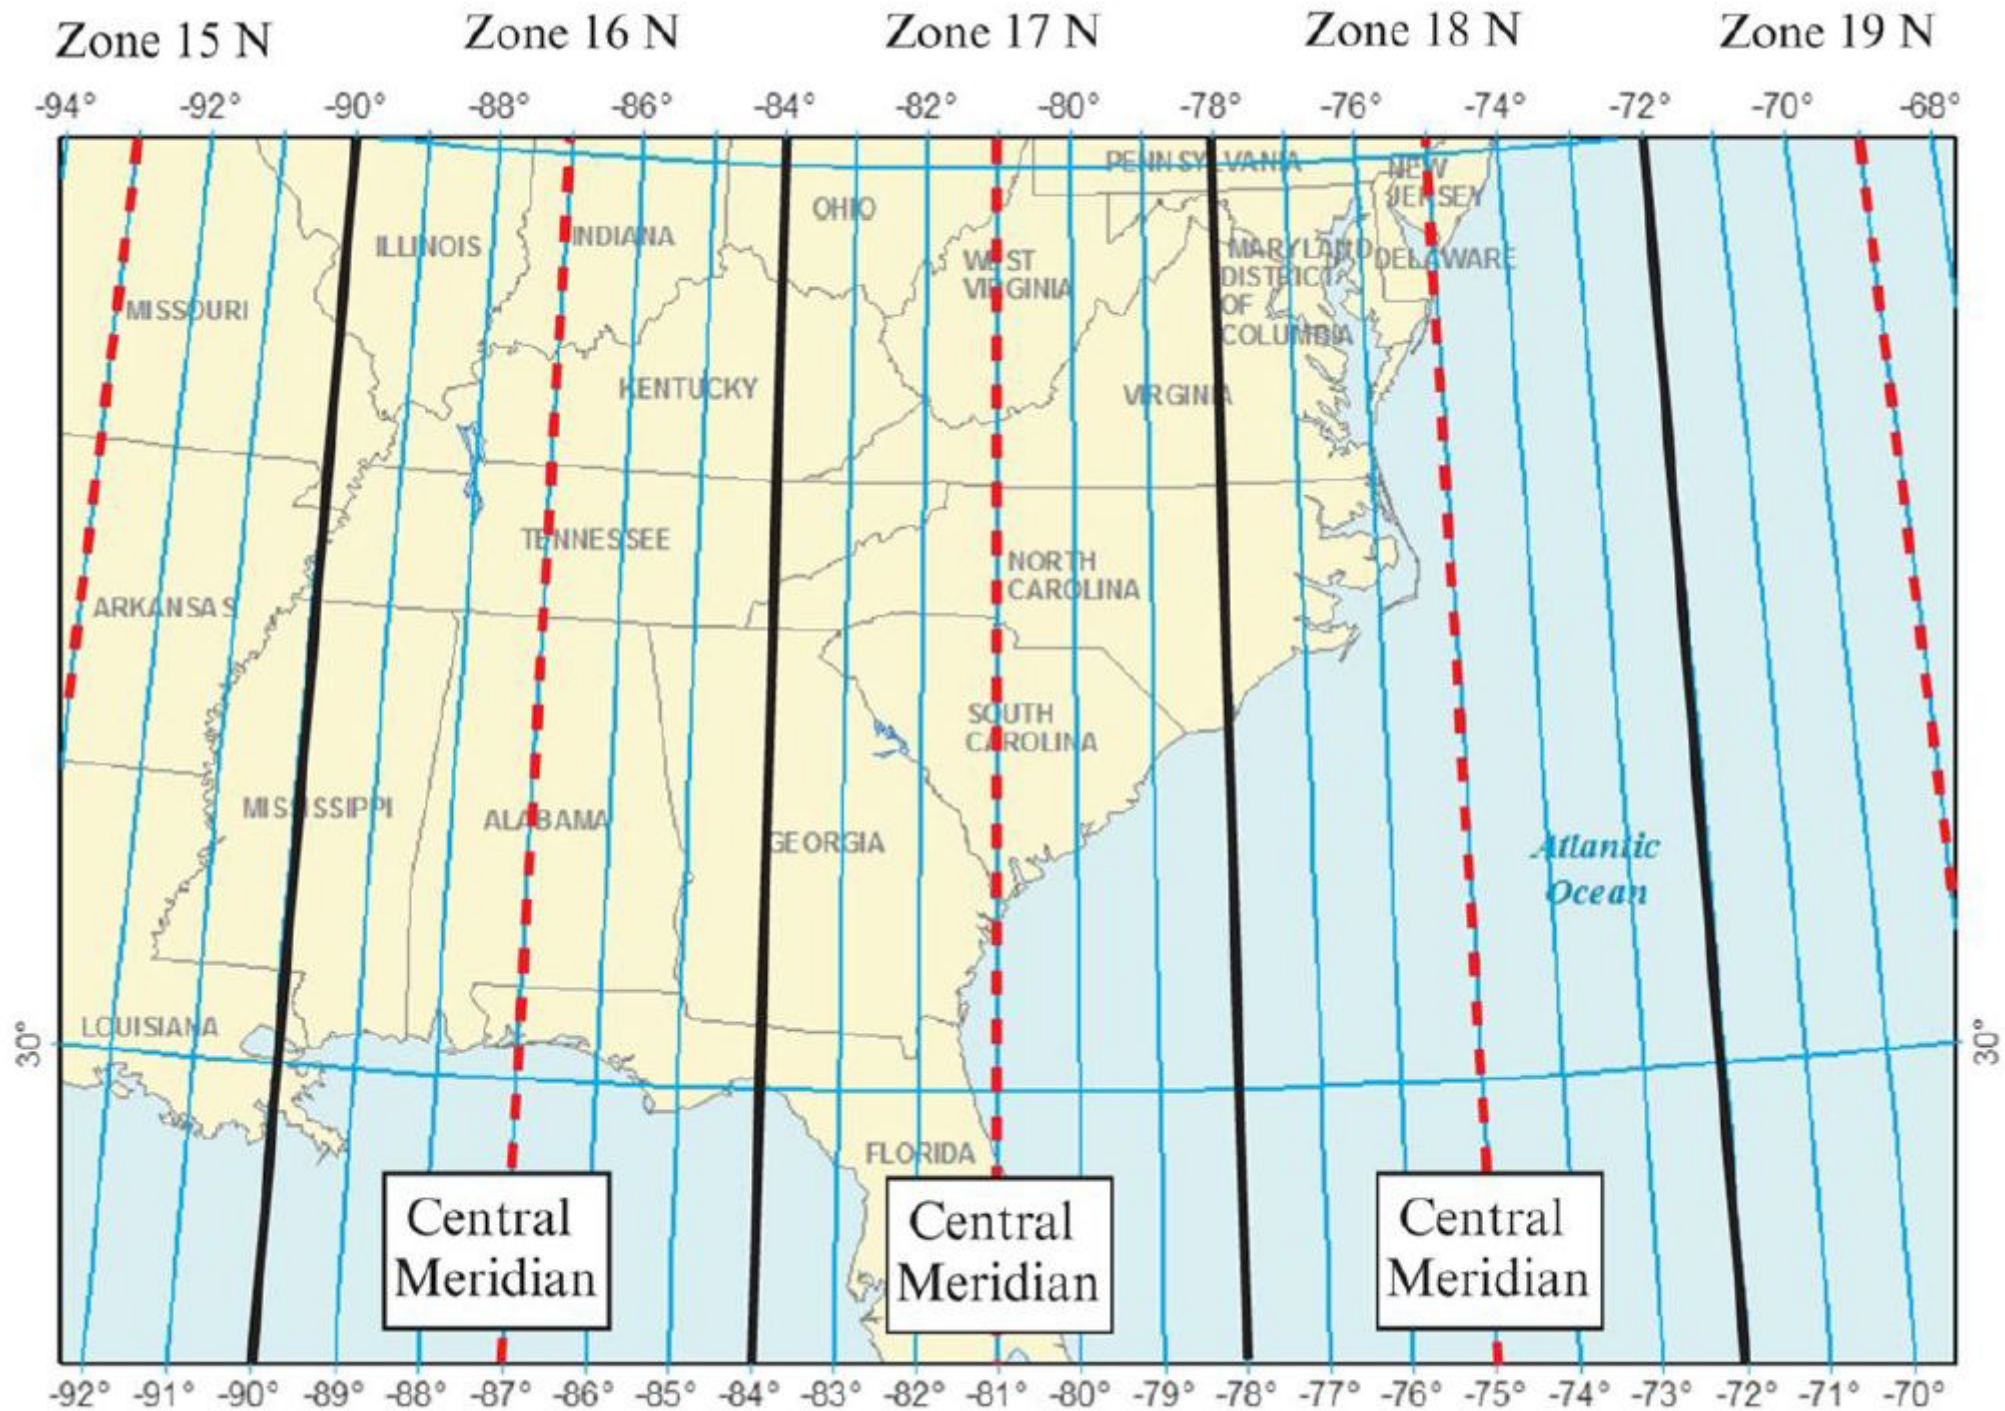 Zone 15 N Zone 16 N Zone 17 N Zone 18 N Zone 19 N
-94° -92° -90° -88° -86° -84° -82° -80° -78° -76° -74° -72° -70° -68°
PENNSYLVANIA
NEW
JERSEY
OHIO
INDIANA
ILLINOIS
WEST
VIRGINIA
MARYLAND
DELAWARE
DISTRICT
OF
COLUMBIA
MISSOURI
KENTUCKY
VIRGINIA
TENNESSEE
NORTH
CAROLINA
ARKANSAS
SOUTH
CAROLINA
MISSISSIPPI
ALABAMA
GEORGIA
Atlantic
Ocean
LOUISIANA
30°
30°
FLORIDA
Central
Meridian
Central
Meridian
Central
Meridian
-92° -91° -90° -89° -88° -87° -86° -85° -84° -83° -82° -81° -80° -79° -78° -77° -76° -75° -74° -73° -72° -71° -70°